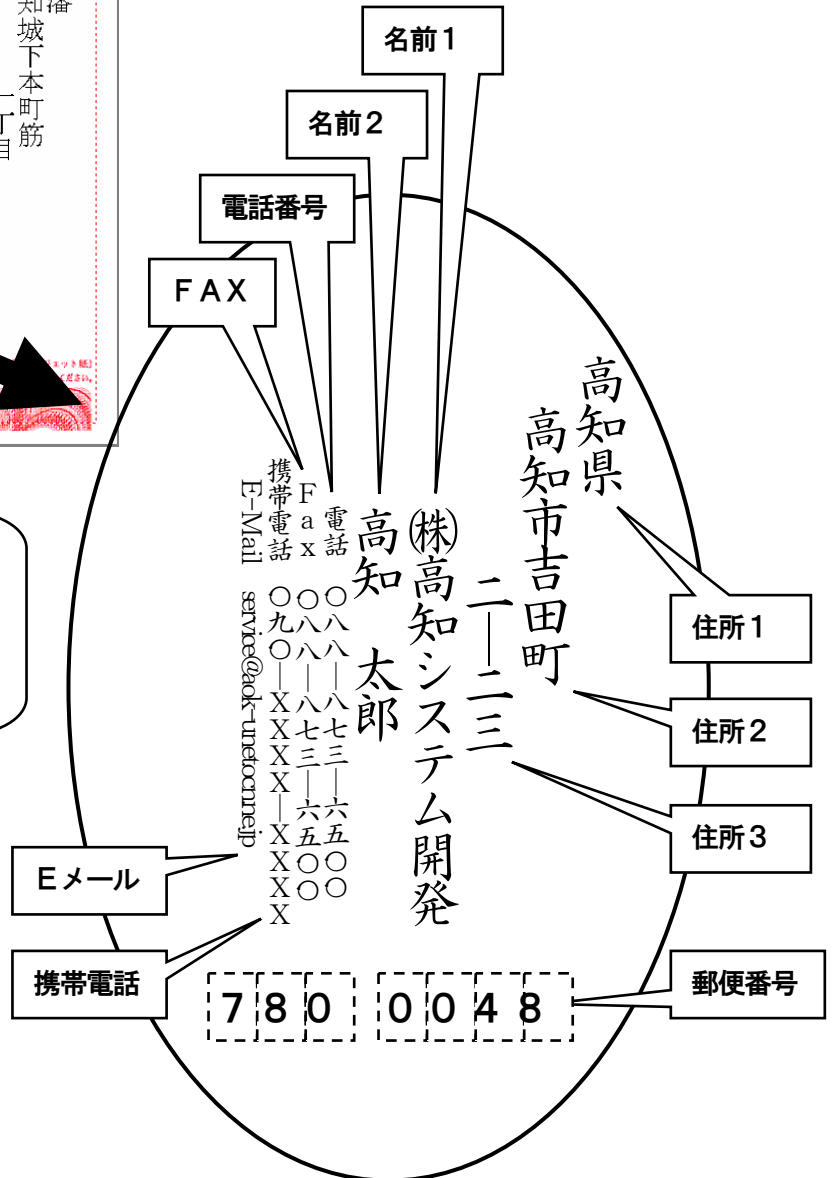 知城下本町筋
名前１
名前２
電話番号
ＦＡＸ
高知県
高知市吉田町
二―二三
㈱高知システム開発
高知　太郎
電話　〇八八―八七三―六五〇〇
Fax　〇八八―八七三―六五〇〇
携帯電話　〇九〇―XXXX―XXXX
E-Mail　service@aok-unetocnnejp
住所１
住所２
住所３
Ｅメール
携帯電話
郵便番号
780 0048